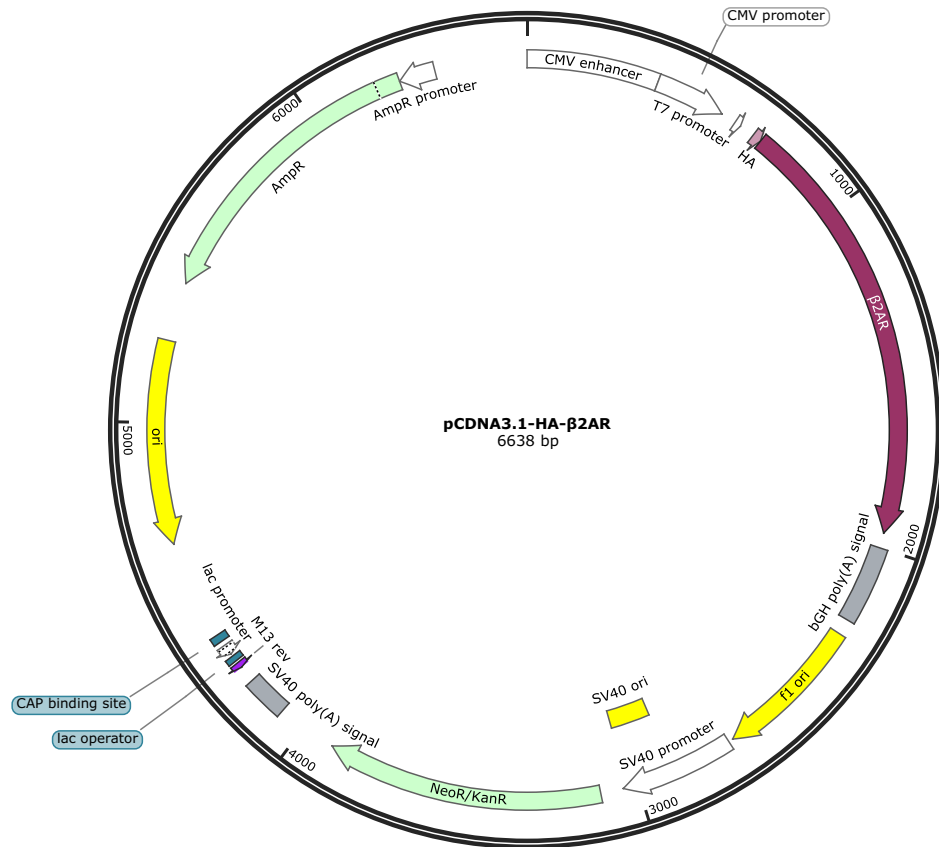 CMV promoter
CMV enhancer
T7 promoter
HA
1000
β2AR
2000
bGH poly(A) signal
f1 ori
SV40 ori
SV40 promoter
3000
NeoR/KanR
4000
SV40 poly(A) signal
M13 rev
lac promoter
CAP binding site
lac operator
ori
5000
AmpR
6000
AmpR promoter
pCDNA3.1-HA-β2AR
6638 bp